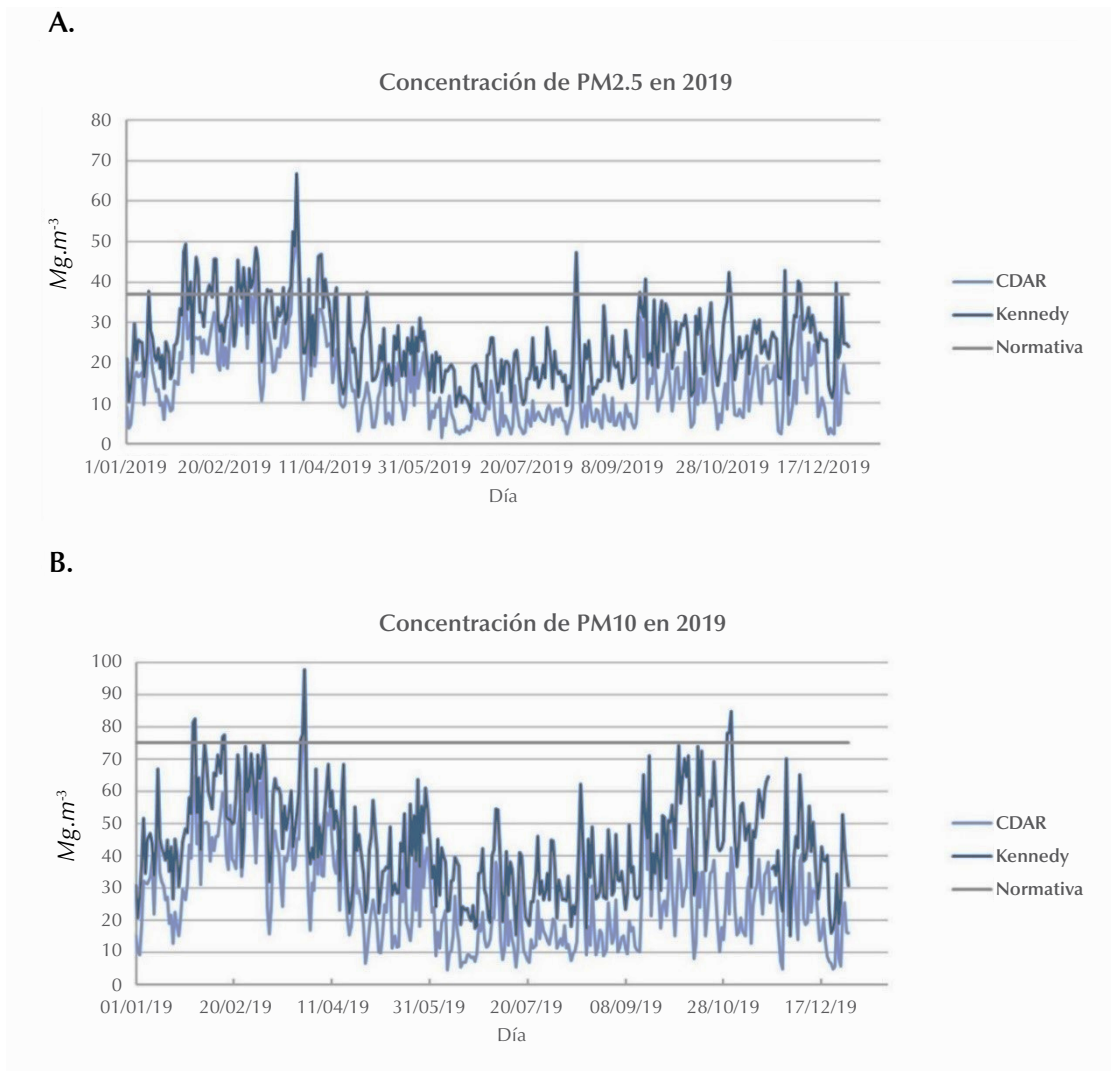 A.
Concentración de PM2.5 en 2019
80
70
60
50
40
30
20
10
0
Mg.m⁻³
1/01/2019 20/02/2019 11/04/2019 31/05/2019 20/07/2019 8/09/2019 28/10/2019 17/12/2019
Día
CDAR
Kennedy
Normativa
B.
Concentración de PM10 en 2019
100
90
80
70
60
50
40
30
20
10
0
Mg.m⁻³
01/01/19 20/02/19 11/04/19 31/05/19 20/07/19 08/09/19 28/10/19 17/12/19
Día
CDAR
Kennedy
Normativa